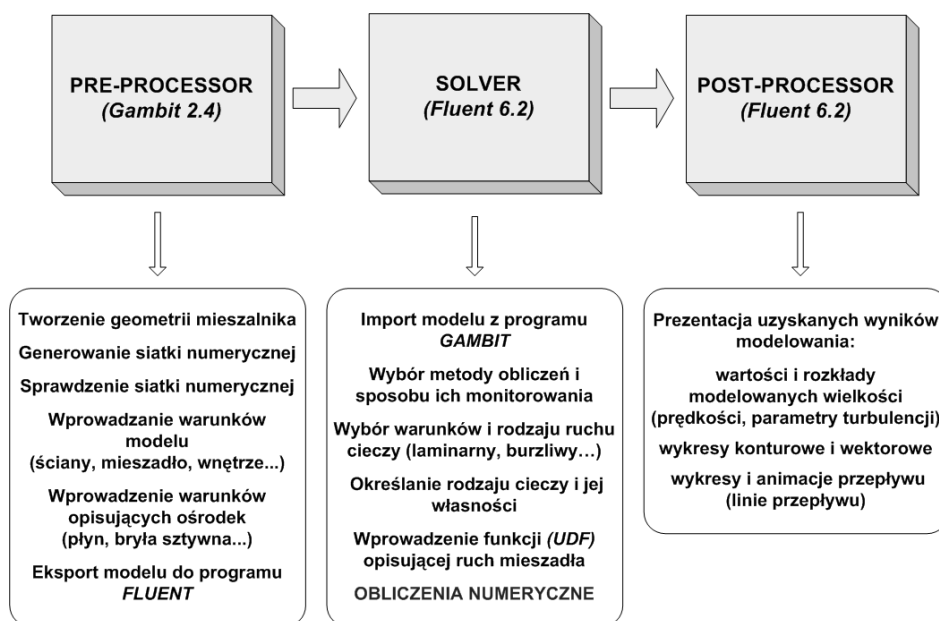 PRE-PROCESSOR
(Gambit 2.4)
SOLVER
(Fluent 6.2)
POST-PROCESSOR
(Fluent 6.2)
Tworzenie geometrii mieszalnika
Generowanie siatki numerycznej
Sprawdzenie siatki numerycznej
Wprowadzanie warunków
modelu
(ściany, mieszadło, wnętrze...)
Wprowadzenie warunków
opisujących ośrodek
(płyn, bryła sztywna...)
Eksport modelu do programu
FLUENT
Import modelu z programu
GAMBIT
Wybór metody obliczeń i
sposobu ich monitorowania
Wybór warunków i rodzaju ruchu
cieczy (laminarny, burzliwy…)
Określanie rodzaju cieczy i jej
własności
Wprowadzenie funkcji (UDF)
opisującej ruch mieszadła
OBLICZENIA NUMERYCZNE
Prezentacja uzyskanych wyników
modelowania:
wartości i rozkłady
modelowanych wielkości
(prędkości, parametry turbulencji)
wykresy konturowe i wektorowe
wykresy i animacje przepływu
(linie przepływu)